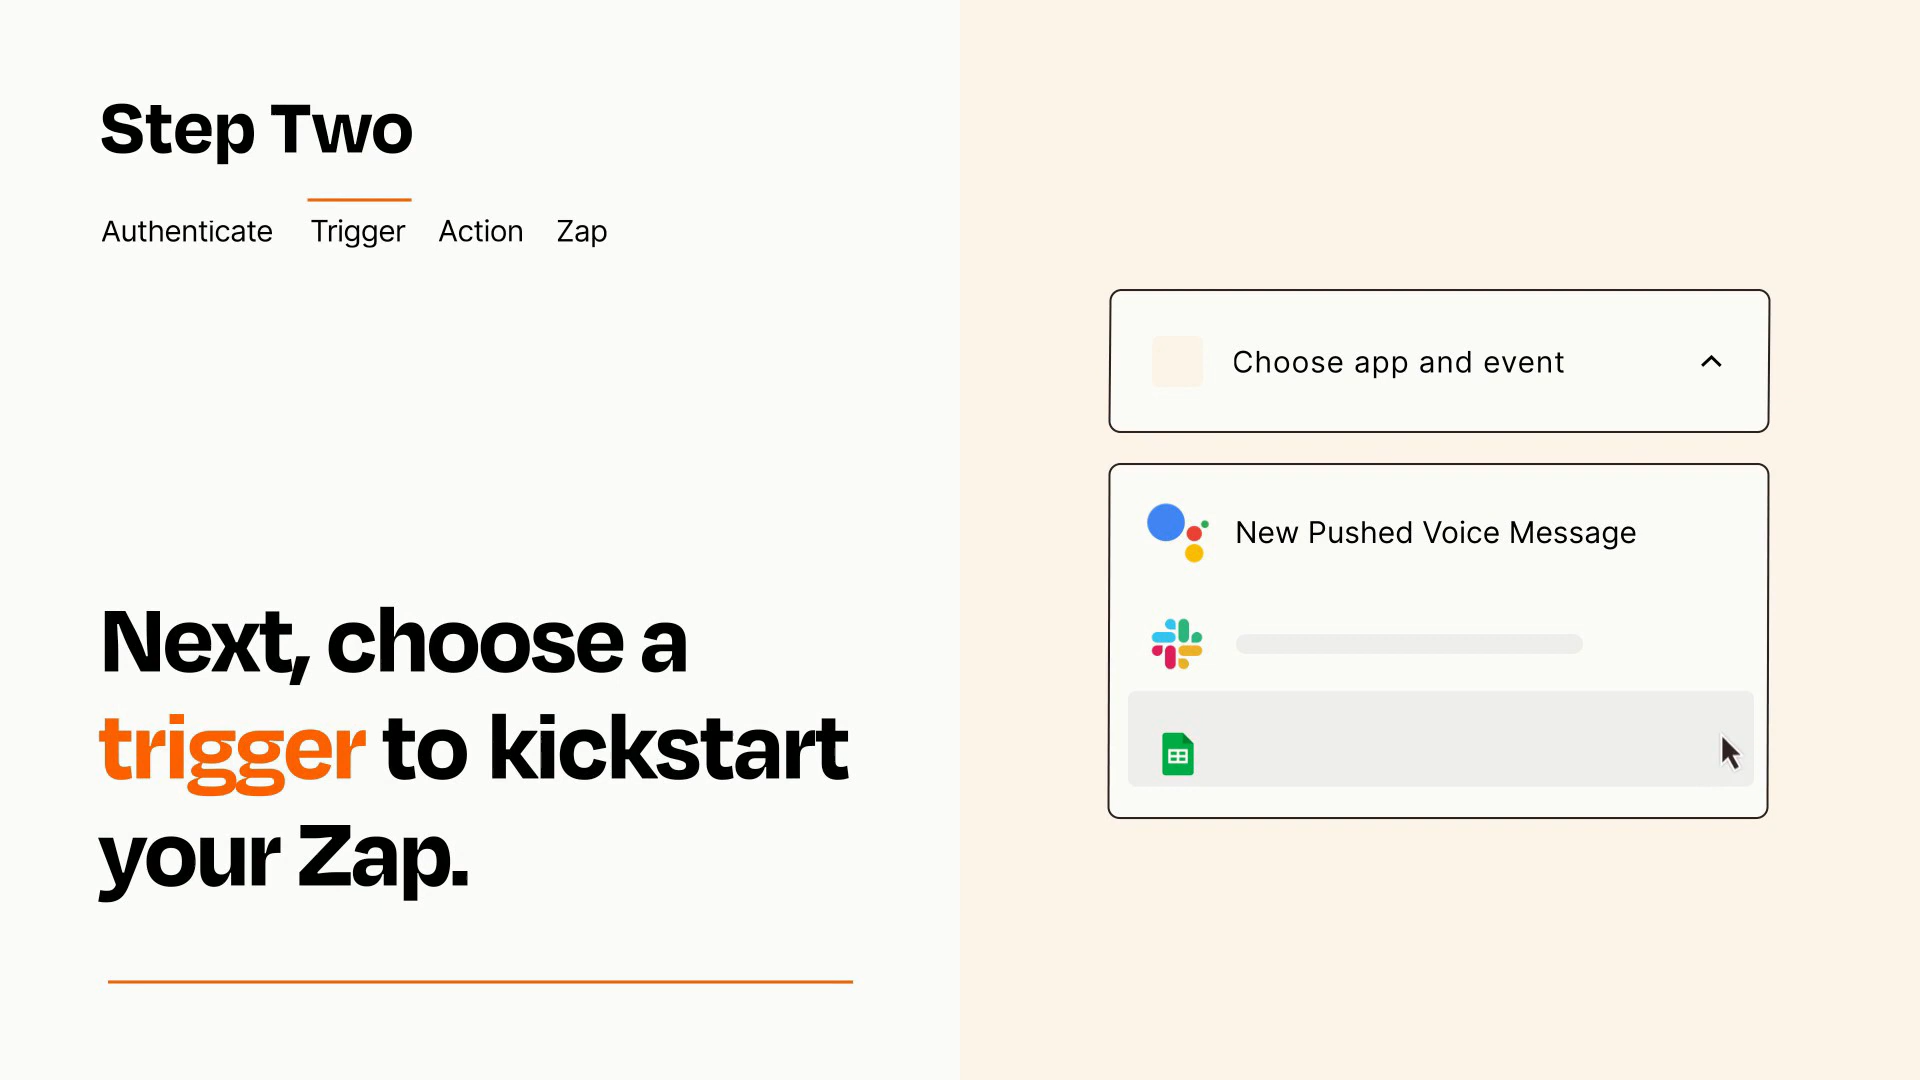 Step Two
Authenticate Trigger Action Zap
Next, choose a
trigger to kickstart
your Zap.
Choose app and event
New Pushed Voice Message